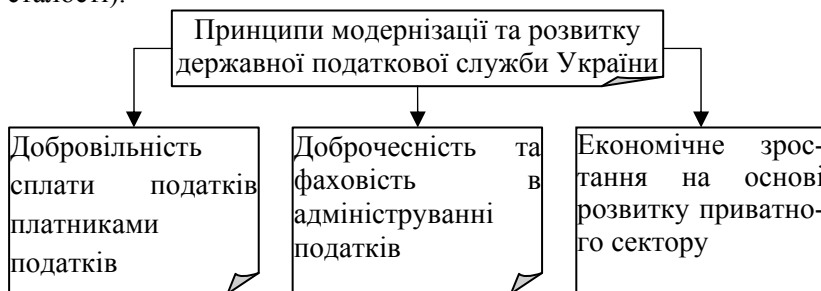 сталості).
Принципи модернізації та розвитку
державної податкової служби України
Добровільність
сплати податків
платниками
податків
Доброчесність та
фаховість в
адмініструванні
податків
Економічне зрос-
тання на основі
розвитку приватно-
го сектору